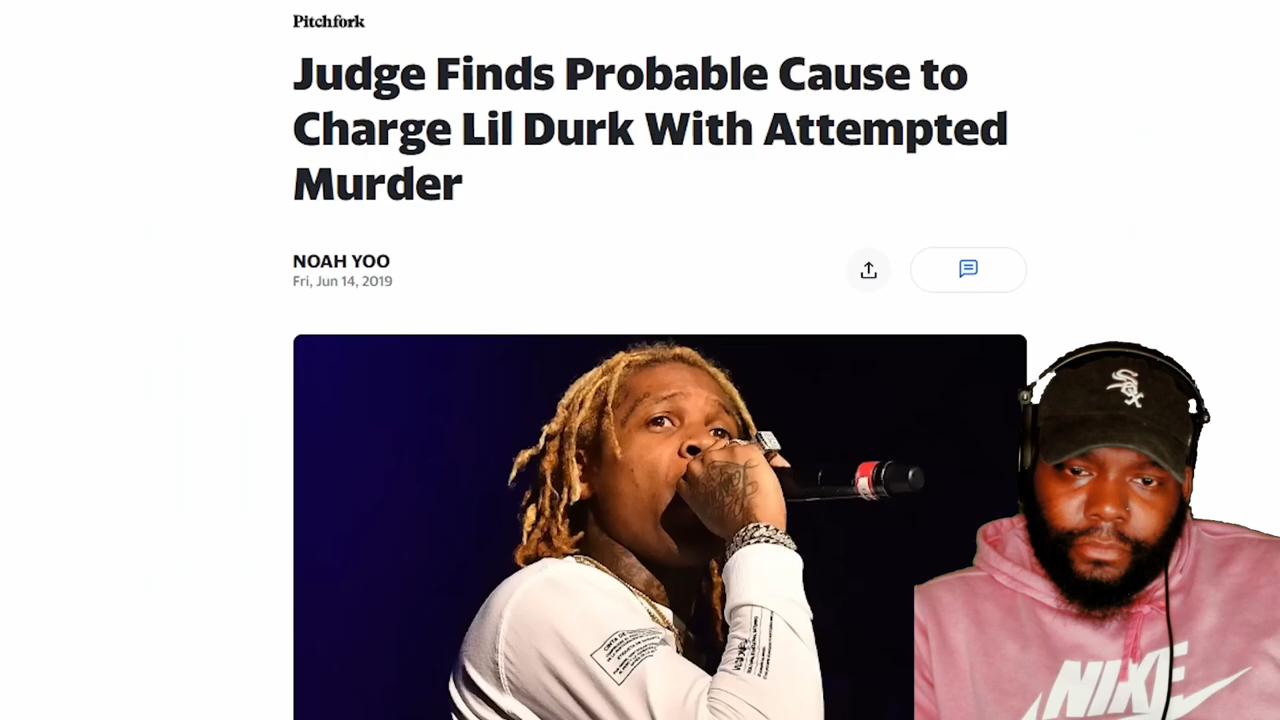 Pitchfork
Judge Finds Probable Cause to
Charge Lil Durk With Attempted
Murder
NOAH YOO
Fri, Jun 14, 2019
SOX
NIKE